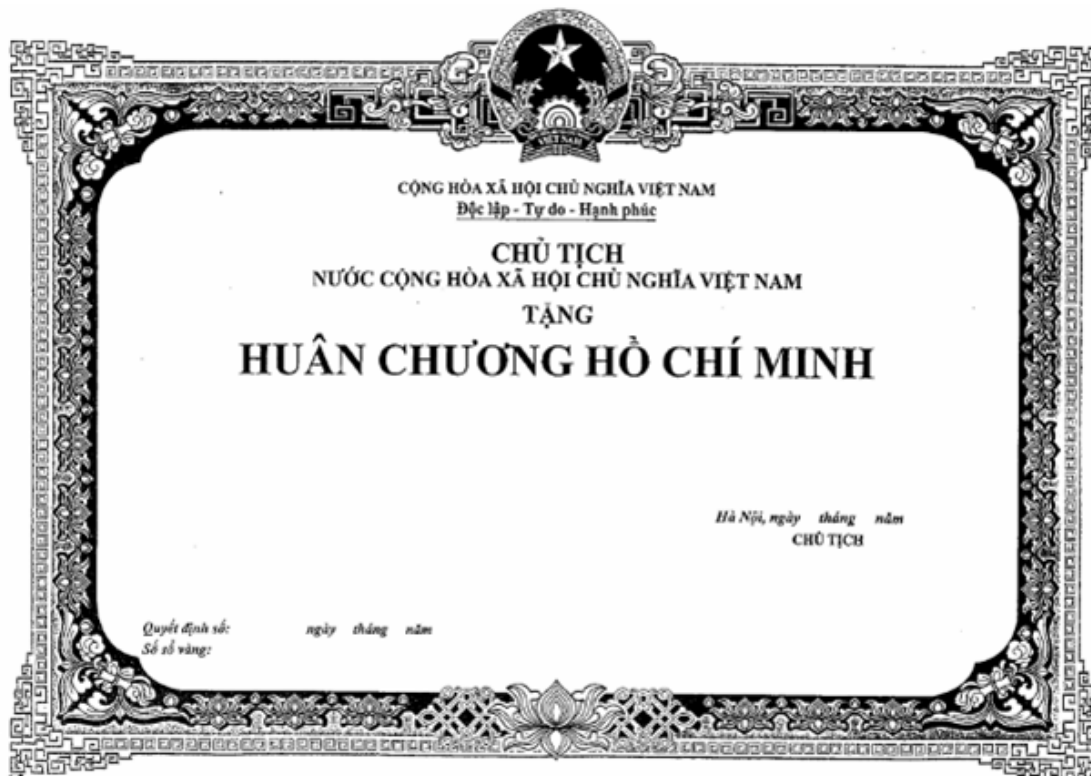 VIỆT NAM
CỘNG HÒA XÃ HỘI CHỦ NGHĨA VIỆT NAM
Độc lập - Tự do - Hạnh phúc
CHỦ TỊCH
NƯỚC CỘNG HÒA XÃ HỘI CHỦ NGHĨA VIỆT NAM
TẶNG
HUÂN CHƯƠNG HỒ CHÍ MINH
Hà Nội, ngày tháng năm
CHỦ TỊCH
Quyết định số: ngày tháng năm
Số sổ vàng: